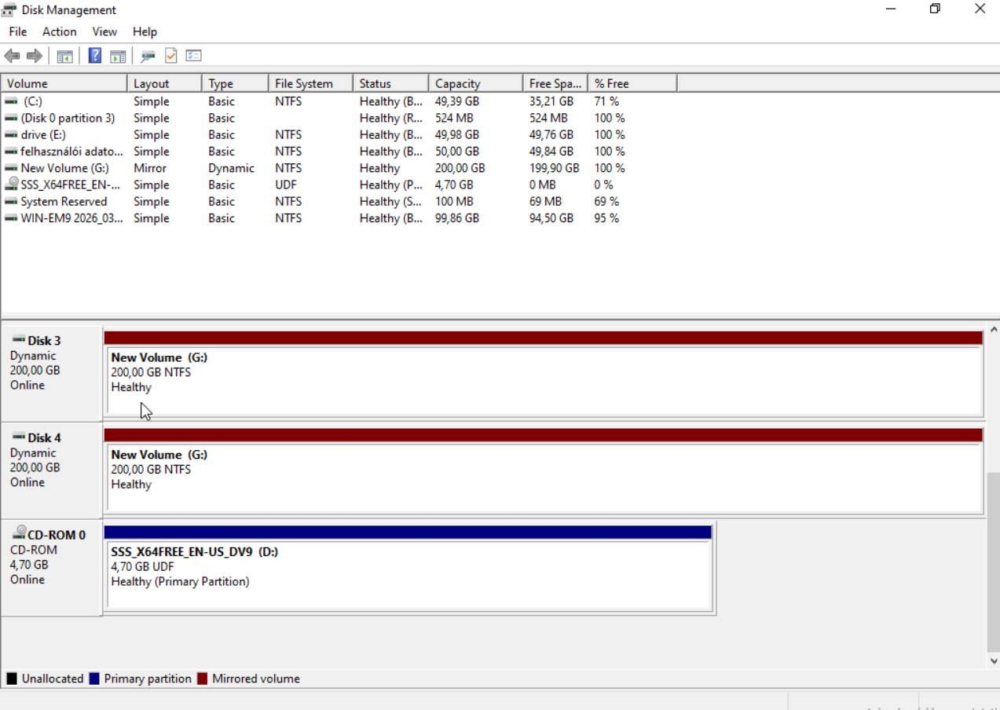 Disk Management
File Action View Help
Volume Layout Type File System Status Capacity Free Spa... % Free
(C:) Simple Basic NTFS Healthy (B... 49,39 GB 35,21 GB 71 %
(Disk 0 partition 3) Simple Basic Healthy (R... 524 MB 524 MB 100 %
drive (E:) Simple Basic NTFS Healthy (B... 49,98 GB 49,76 GB 100 %
felhasználói adato... Simple Basic NTFS Healthy (B... 50,00 GB 49,84 GB 100 %
New Volume (G:) Mirror Dynamic NTFS Healthy 200,00 GB 199,90 GB 100 %
SSS_X64FREE_EN-... Simple Basic UDF Healthy (P... 4,70 GB 0 MB 0 %
System Reserved Simple Basic NTFS Healthy (S... 100 MB 69 MB 69 %
WIN-EM9 2026_03... Simple Basic NTFS Healthy (B... 99,86 GB 94,50 GB 95 %
Disk 3
Dynamic
200,00 GB
Online
New Volume (G:)
200,00 GB NTFS
Healthy
Disk 4
Dynamic
200,00 GB
Online
New Volume (G:)
200,00 GB NTFS
Healthy
CD-ROM 0
CD-ROM
4,70 GB
Online
SSS_X64FREE_EN-US_DV9 (D:)
4,70 GB UDF
Healthy (Primary Partition)
Unallocated Primary partition Mirrored volume